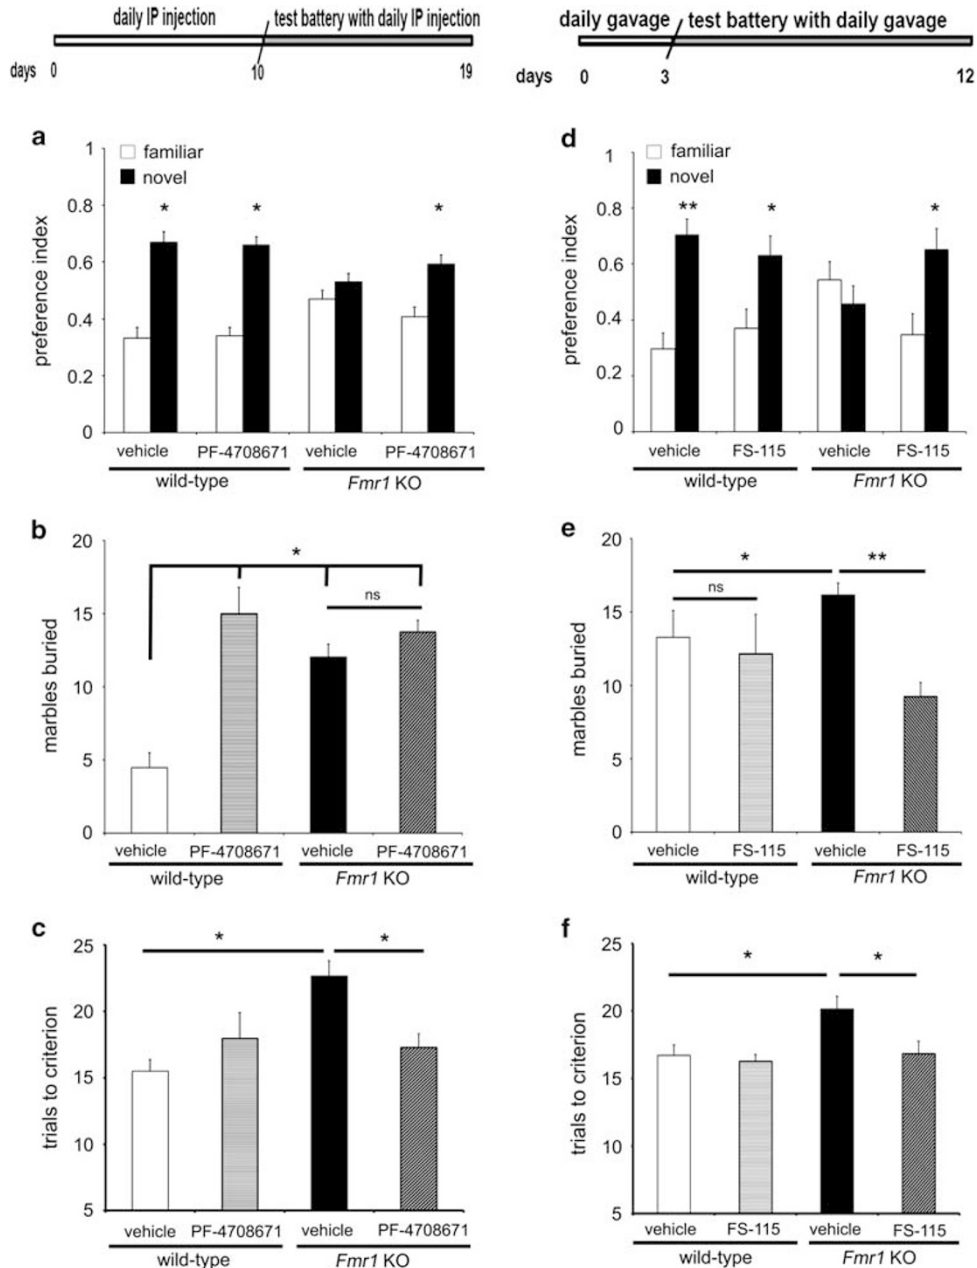 daily IP injection test battery with daily IP injection
days 0 10 19
daily gavage test battery with daily gavage
days 0 3 12
a
familiar
novel
preference index
1
0.8
0.6
0.4
0.2
0
* * *
vehicle PF-4708671 vehicle PF-4708671
wild-type Fmr1 KO
d
familiar
novel
preference index
1
0.8
0.6
0.4
0.2
0
** * *
vehicle FS-115 vehicle FS-115
wild-type Fmr1 KO
b
marbles buried
20
15
10
5
0
*
ns
vehicle PF-4708671 vehicle PF-4708671
wild-type Fmr1 KO
e
marbles buried
20
15
10
5
0
* **
ns
vehicle FS-115 vehicle FS-115
wild-type Fmr1 KO
c
trials to criterion
25
20
15
10
5
* *
vehicle PF-4708671 vehicle PF-4708671
wild-type Fmr1 KO
f
trials to criterion
25
20
15
10
5
* *
vehicle FS-115 vehicle FS-115
wild-type Fmr1 KO